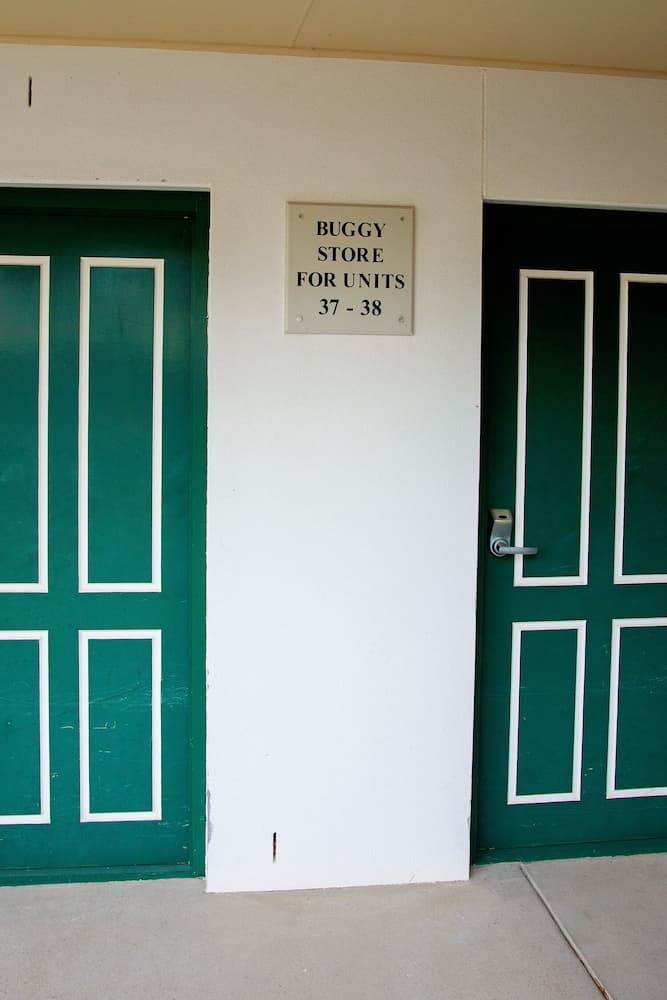 BUGGY
STORE
FOR UNITS
37 - 38